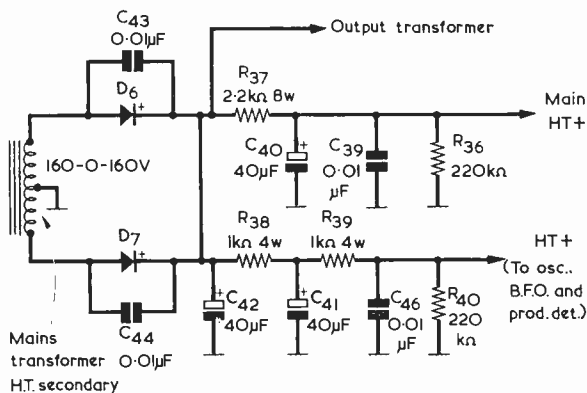 C43
0·01µF
Output transformer
D6
+
R37
2·2kΩ 8w
Main
HT+
C40
40µF
+
C39
0·01
µF
R36
220kΩ
160-0-160V
D7
+
R38
1kΩ 4w
R39
1kΩ 4w
HT+
(To osc.,
B.F.O. and
prod. det.)
C44
0·01µF
+
C42
40µF
+
C41
40µF
C46
0·01
µF
R40
220
kΩ
Mains
transformer
H.T. secondary